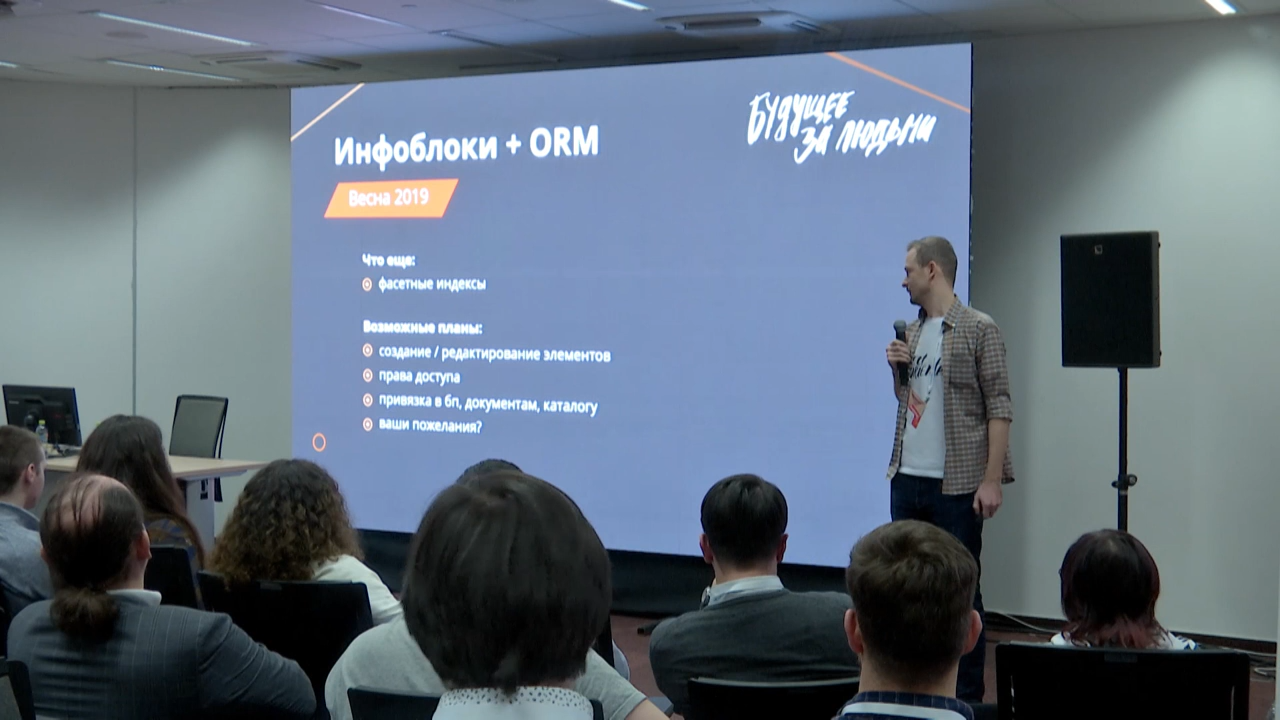 БУДУЩЕЕ
ЗА ЛЮДЬМИ
Инфоблоки + ORM
Весна 2019
Что еще:
фасетные индексы
Возможные планы:
создание / редактирование элементов
права доступа
привязка в бп, документам, каталогу
ваши пожелания?